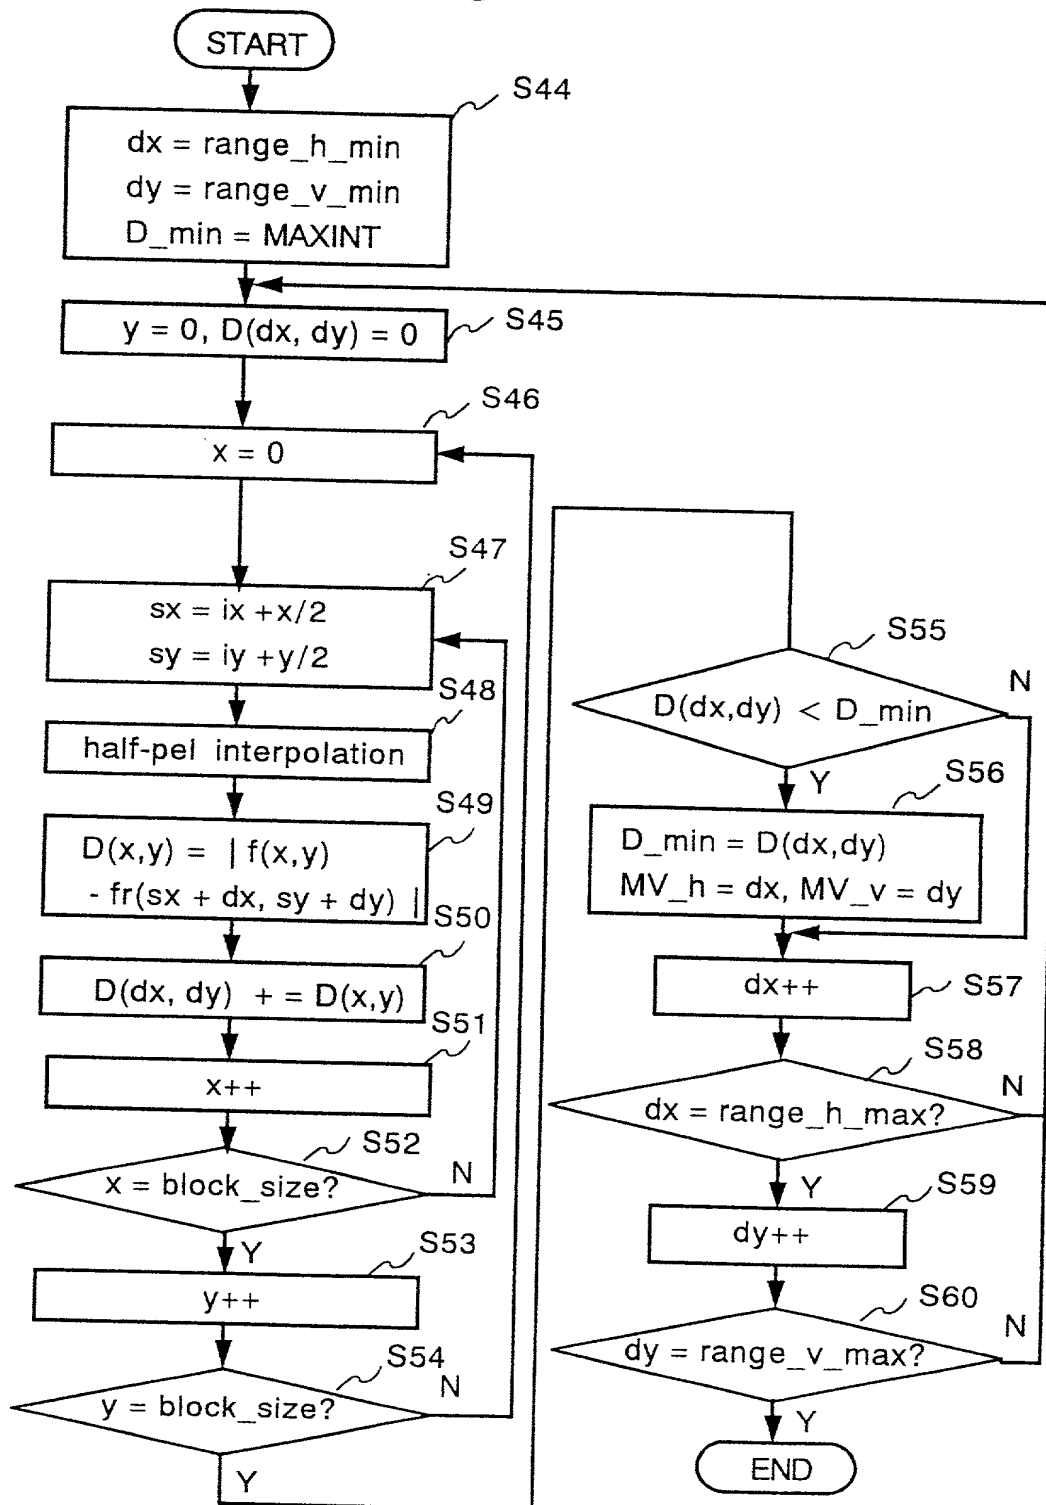 START
S44
dx = range_h_min
dy = range_v_min
D_min = MAXINT
S45
y = 0, D(dx, dy) = 0
S46
x = 0
S47
sx = ix +x/2
sy = iy +y/2
S48
half-pel interpolation
S49
D(x,y) = | f(x,y)
- fr(sx + dx, sy + dy) |
S50
D(dx, dy) + = D(x,y)
S51
x++
S52
x = block_size?
N
Y
S53
y++
S54
y = block_size?
N
Y
S55
D(dx,dy) < D_min
N
Y
S56
D_min = D(dx,dy)
MV_h = dx, MV_v = dy
dx++
S57
S58
dx = range_h_max?
N
Y
S59
dy++
S60
dy = range_v_max?
N
Y
END